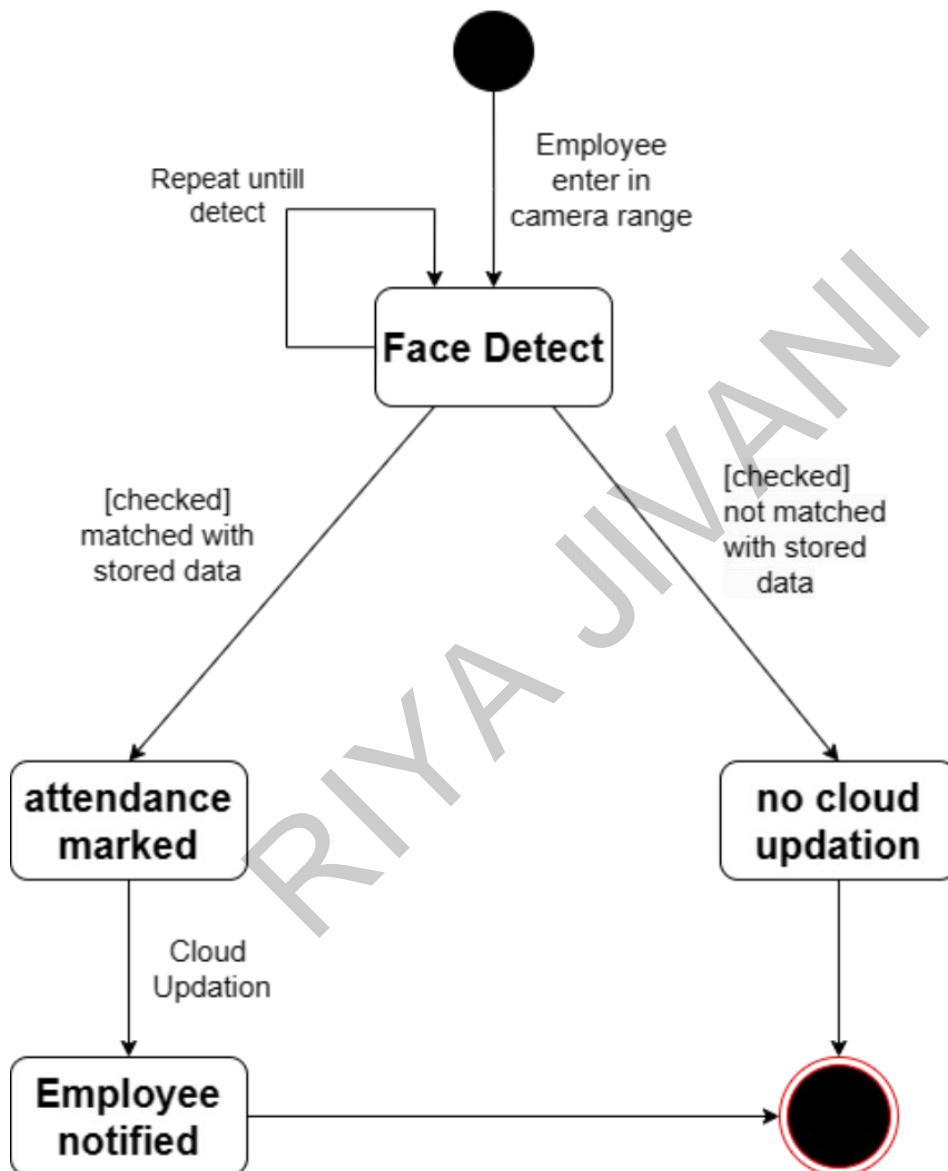 Employee
enter in
camera range
Repeat untill
detect
Face Detect
[checked]
matched with
stored data
[checked]
not matched
with stored
data
RIYA JIVANI
attendance
marked
no cloud
updation
Cloud
Updation
Employee
notified